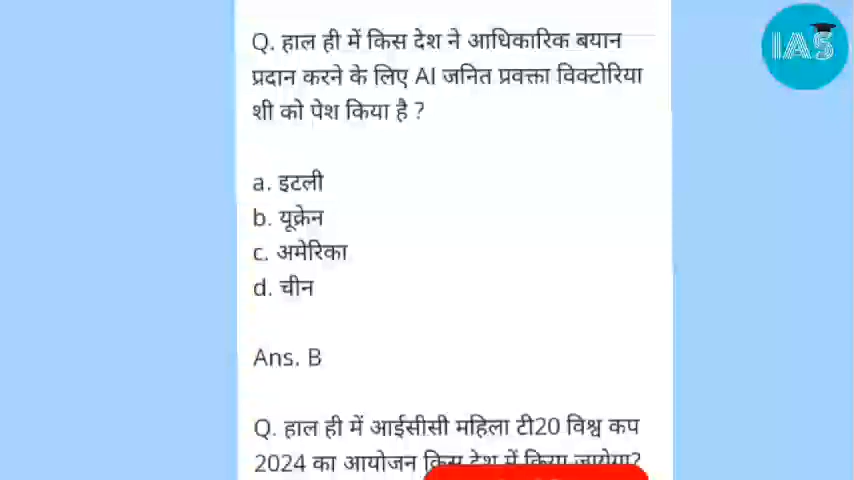 IAS
Q. हाल ही में किस देश ने आधिकारिक बयान
प्रदान करने के लिए AI जनित प्रवक्ता विक्टोरिया
शी को पेश किया है ?
a. इटली
b. यूक्रेन
c. अमेरिका
d. चीन
Ans. B
Q. हाल ही में आईसीसी महिला टी20 विश्व कप
2024 का आयोजन किस देश में किया जायेगा?